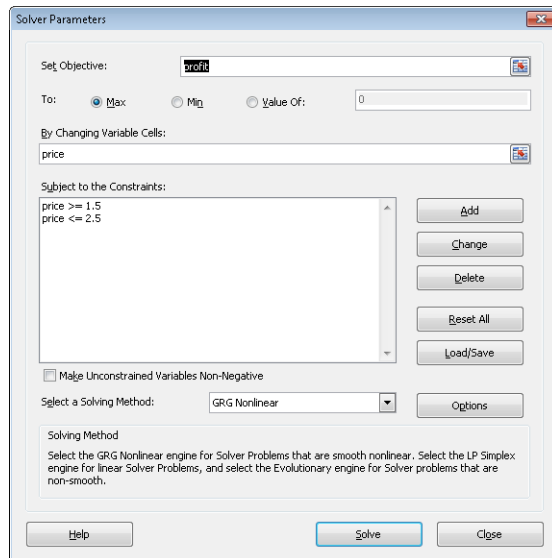 Solver Parameters
Set Objective: profit
To: Max Min Value Of: 0
By Changing Variable Cells:
price
Subject to the Constraints:
price >= 1.5
price <= 2.5
Add
Change
Delete
Reset All
Load/Save
Make Unconstrained Variables Non-Negative
Select a Solving Method: GRG Nonlinear Options
Solving Method
Select the GRG Nonlinear engine for Solver Problems that are smooth nonlinear. Select the LP Simplex
engine for linear Solver Problems, and select the Evolutionary engine for Solver problems that are
non-smooth.
Help Solve Close